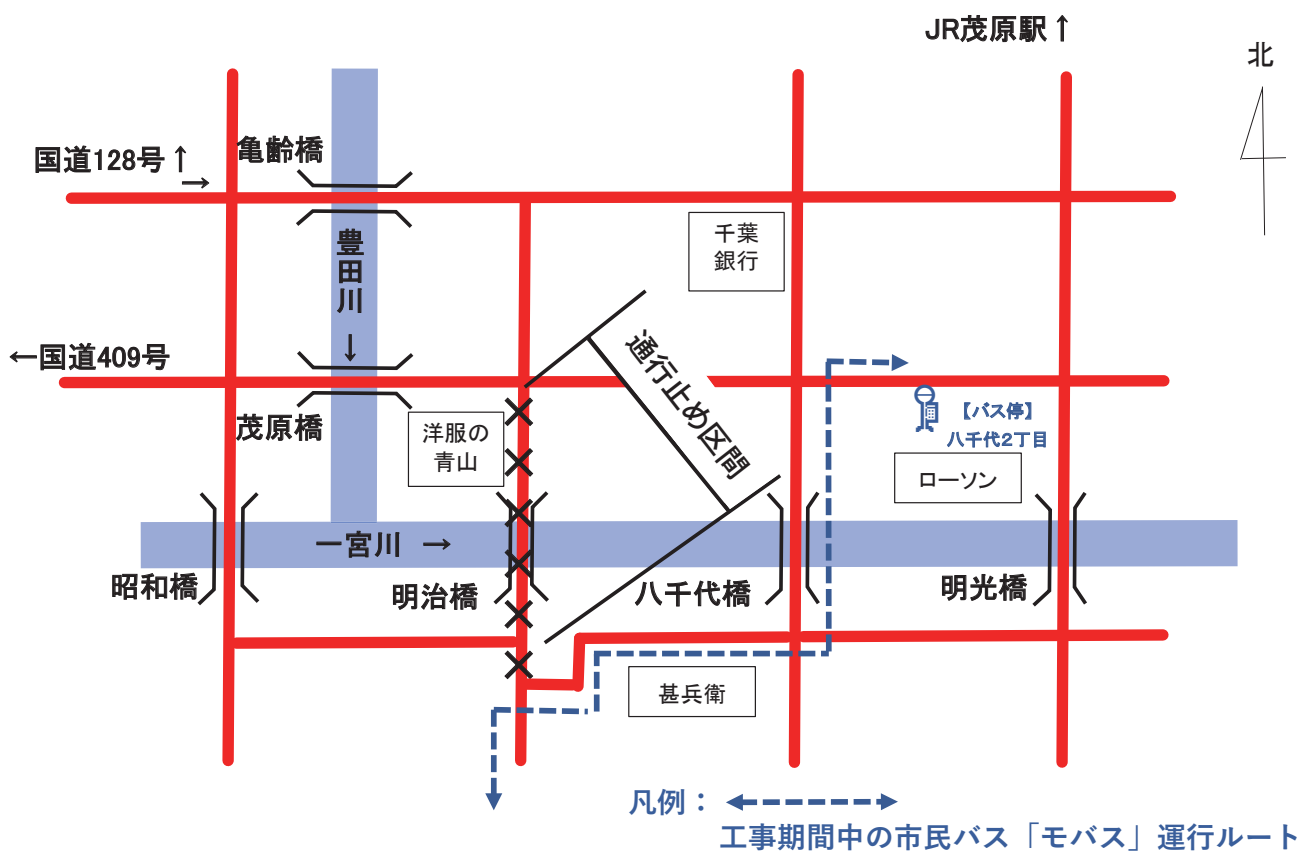 JR茂原駅↑
北
亀齢橋
国道128号↑
→
千葉
銀行
豊田川
↓
←国道409号
通行止め区間
茂原橋
洋服の
青山
【バス停】
八千代2丁目
ローソン
一宮川 →
昭和橋
明治橋
八千代橋
明光橋
甚兵衛
凡例：
工事期間中の市民バス「モバス」運行ルート